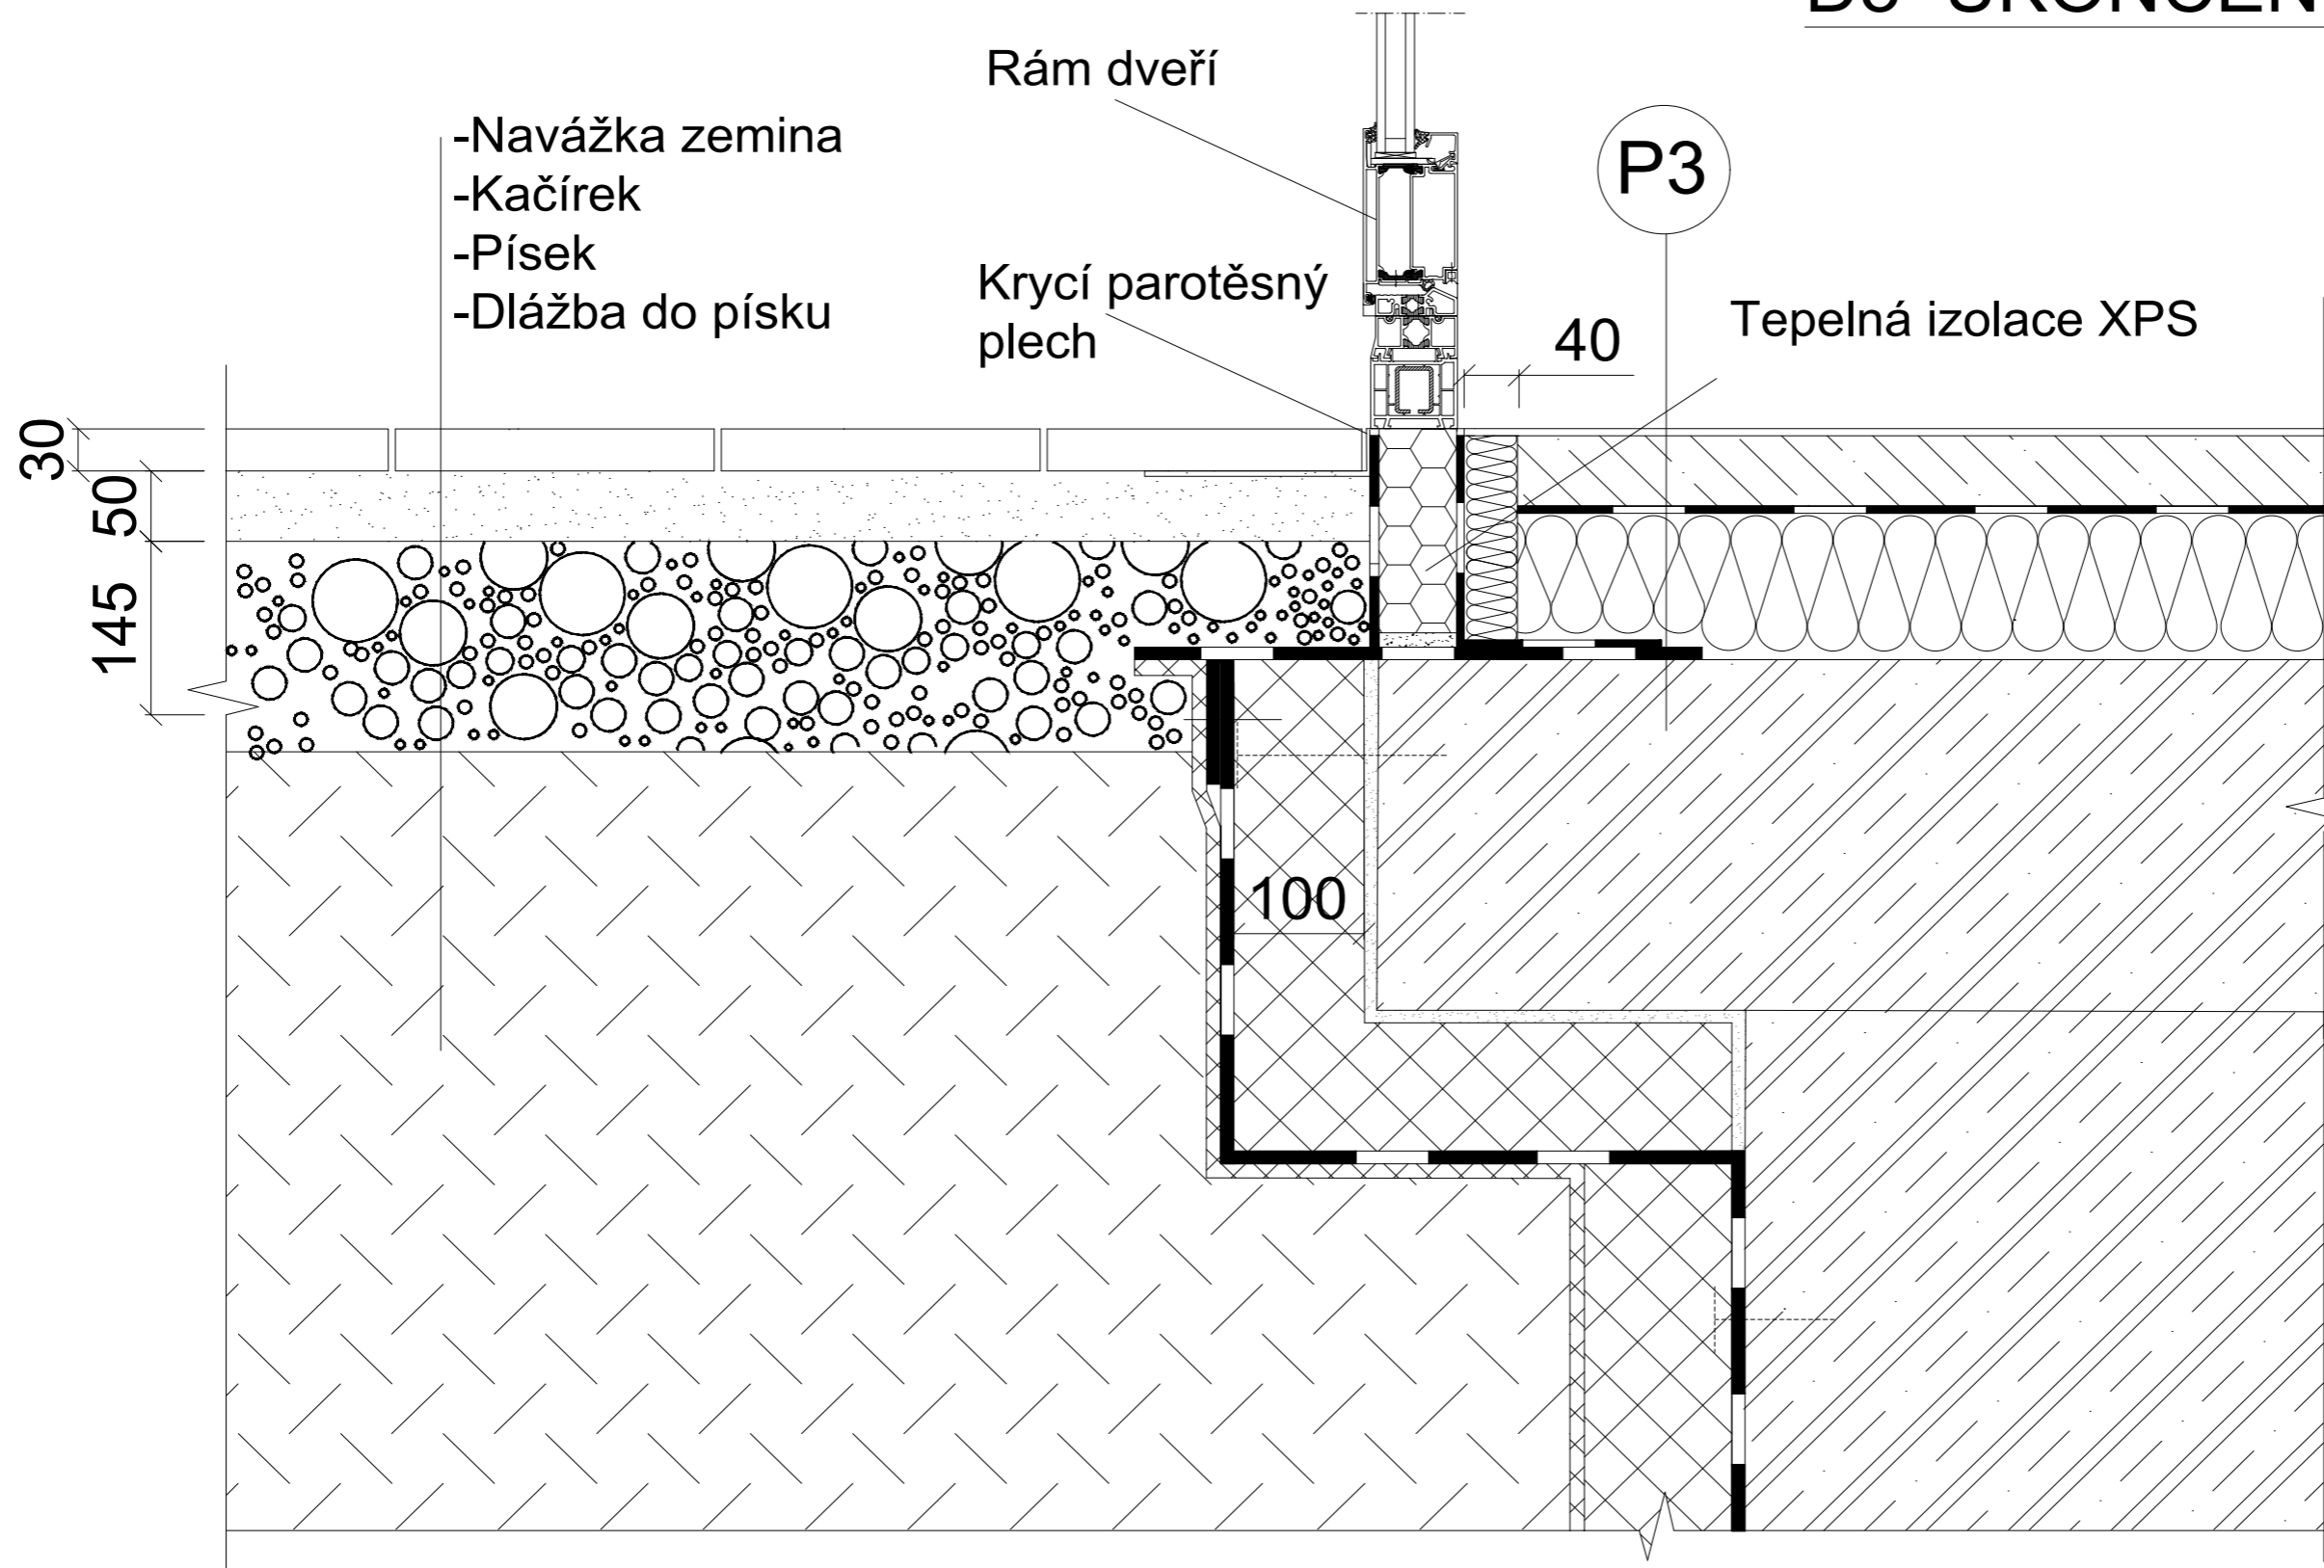 Rám dveří
-Navážka zemina
-Kačírek
-Písek
-Dlážba do písku
P3
Krycí parotěsný
plech
Tepelná izolace XPS
40
30
50
145
100